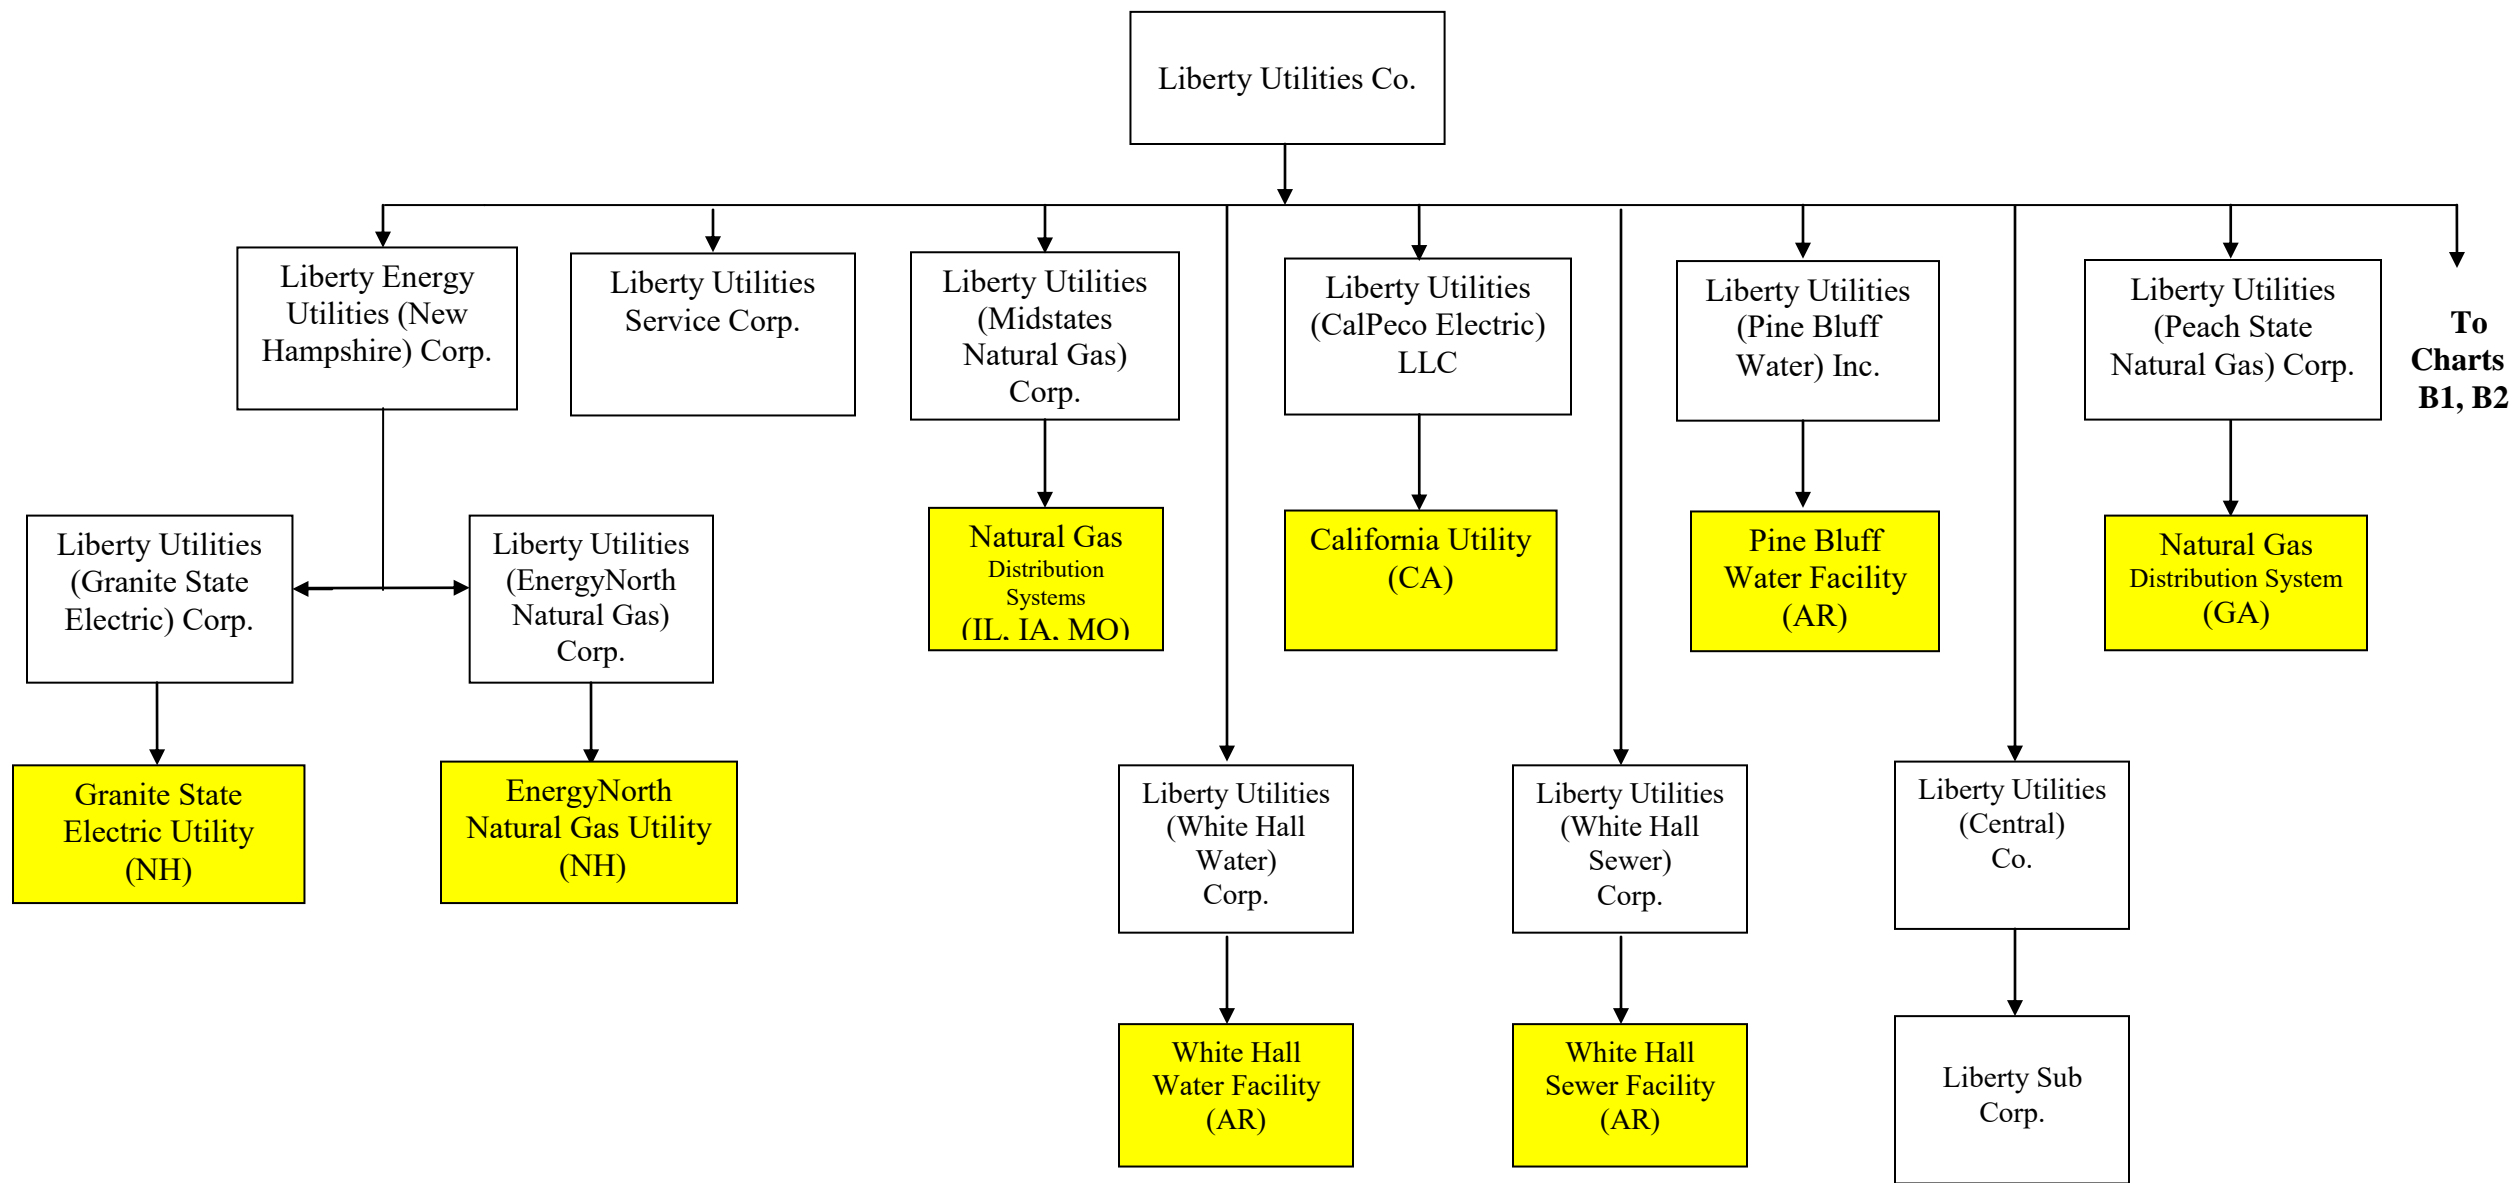 Liberty Utilities Co.
Liberty Energy
Utilities (New
Hampshire) Corp.
Liberty Utilities
Service Corp.
Liberty Utilities
(Midstates
Natural Gas)
Corp.
Liberty Utilities
(CalPeco Electric)
LLC
Liberty Utilities
(Pine Bluff
Water) Inc.
Liberty Utilities
(Peach State
Natural Gas) Corp.
To
Charts
B1, B2
Liberty Utilities
(Granite State
Electric) Corp.
Liberty Utilities
(EnergyNorth
Natural Gas)
Corp.
Natural Gas
Distribution
Systems
(IL, IA, MO)
California Utility
(CA)
Pine Bluff
Water Facility
(AR)
Natural Gas
Distribution System
(GA)
Granite State
Electric Utility
(NH)
EnergyNorth
Natural Gas Utility
(NH)
Liberty Utilities
(White Hall
Water)
Corp.
Liberty Utilities
(White Hall
Sewer)
Corp.
Liberty Utilities
(Central)
Co.
White Hall
Water Facility
(AR)
White Hall
Sewer Facility
(AR)
Liberty Sub
Corp.